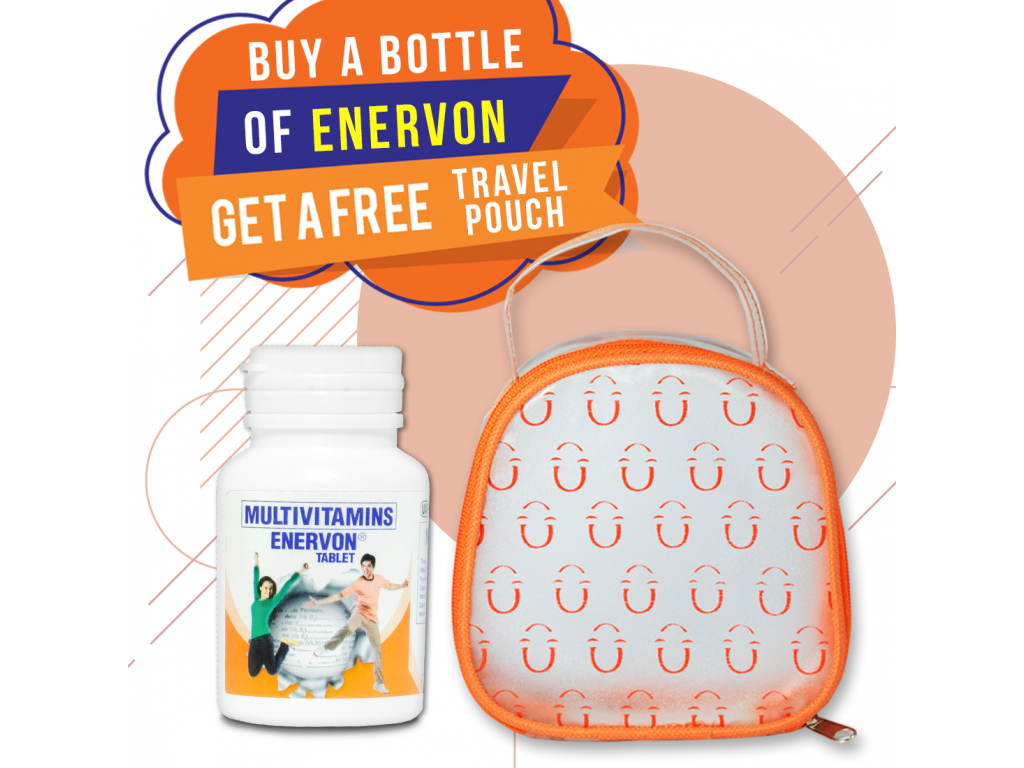 BUY A BOTTLE
OF ENERVON
GET A FREE TRAVEL POUCH
MULTIVITAMINS
ENERVON®
TABLET